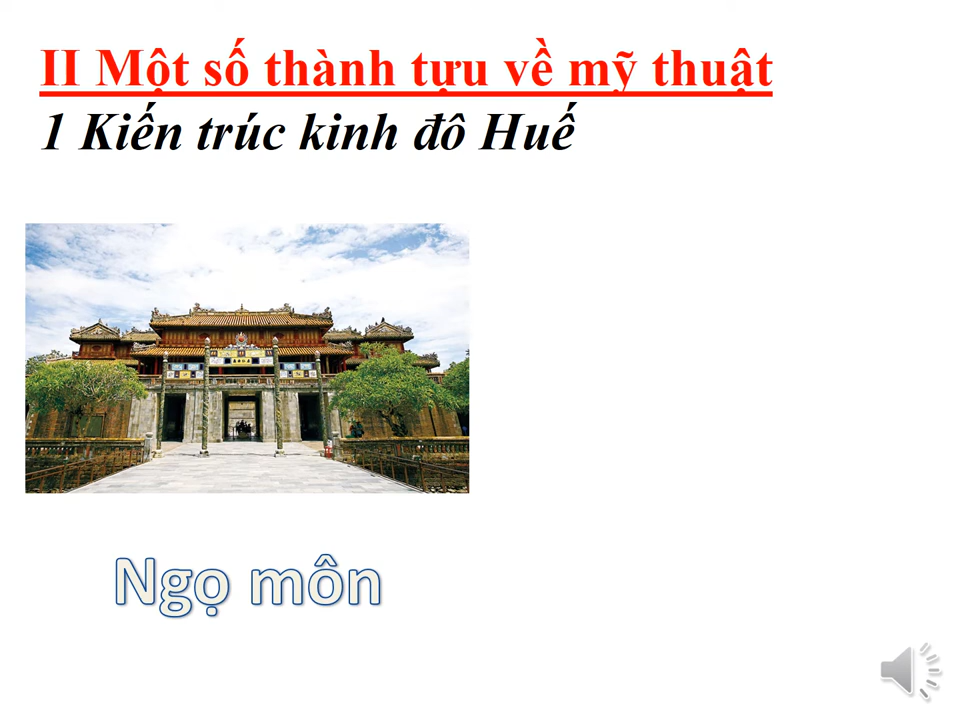 II Một số thành tựu về mỹ thuật
1 Kiến trúc kinh đô Huế
Ngọ môn